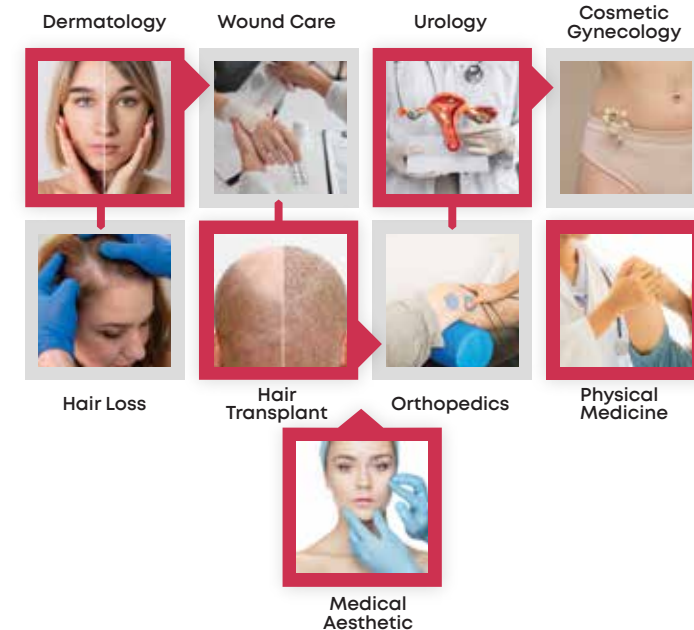 Dermatology
Wound Care
Urology
Cosmetic
Gynecology
Hair Loss
Hair
Transplant
Orthopedics
Physical
Medicine
Medical
Aesthetic